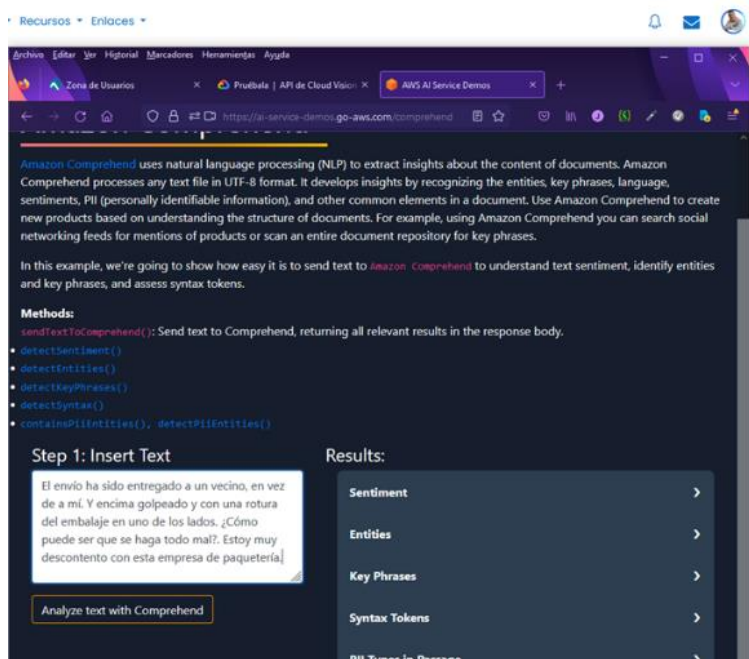 Recursos Enlaces
Archivo Editar Ver Historial Marcadores Herramientas Ayuda
Zona de Usuarios
Pruébala | API de Cloud Vision
AWS AI Service Demos
https://ai-service-demos.go-aws.com/comprehend
Amazon Comprehend
Amazon Comprehend uses natural language processing (NLP) to extract insights about the content of documents. Amazon
Comprehend processes any text file in UTF-8 format. It develops insights by recognizing the entities, key phrases, language,
sentiments, PII (personally identifiable information), and other common elements in a document. Use Amazon Comprehend to create
new products based on understanding the structure of documents. For example, using Amazon Comprehend you can search social
networking feeds for mentions of products or scan an entire document repository for key phrases.
In this example, we're going to show how easy it is to send text to Amazon Comprehend to understand text sentiment, identify entities
and key phrases, and assess syntax tokens.
Methods:
sendTextToComprehend(): Send text to Comprehend, returning all relevant results in the response body.
detectSentiment()
detectEntities()
detectKeyPhrases()
detectSyntax()
containsPiiEntities(), detectPiiEntities()
Step 1: Insert Text
El envío ha sido entregado a un vecino, en vez
de a mí. Y encima golpeado y con una rotura
del embalaje en uno de los lados. ¿Cómo
puede ser que se haga todo mal?. Estoy muy
descontento con esta empresa de paquetería.
Analyze text with Comprehend
Results:
Sentiment
Entities
Key Phrases
Syntax Tokens
PII Types in Passage